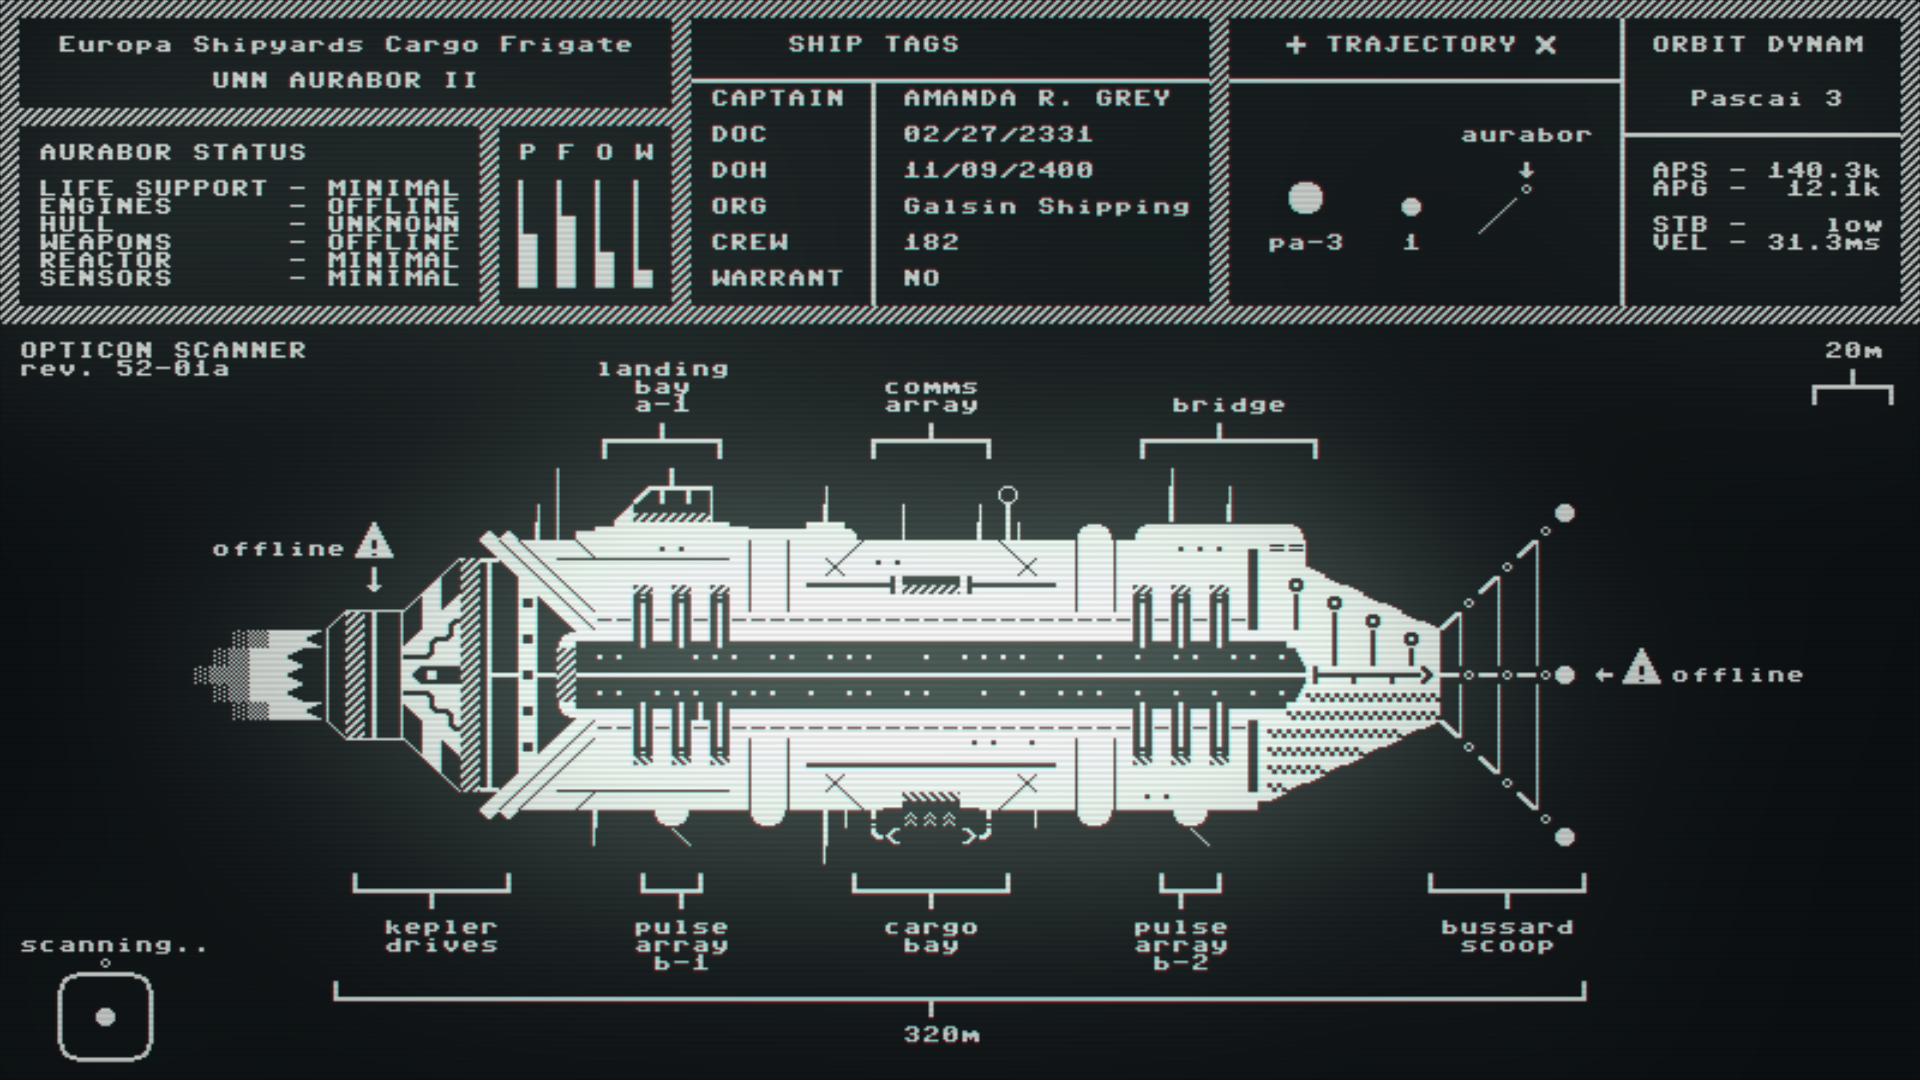 Europa Shipyards Cargo Frigate
UNN AURABOR II
AURABOR STATUS
LIFE SUPPORT - MINIMAL
ENGINES - OFFLINE
HULL - UNKNOWN
WEAPONS - OFFLINE
REACTOR - MINIMAL
SENSORS - MINIMAL
P F O W
SHIP TAGS
CAPTAIN AMANDA R. GREY
DOC 02/27/2331
DOH 11/09/2400
ORG Galsin Shipping
CREW 182
WARRANT NO
+ TRAJECTORY X
aurabor
pa-3 1
ORBIT DYNAM
Pascai 3
APS - 140.3k
APG - 12.1k
STB - low
VEL - 31.3ms
OPTICON SCANNER
rev. 52-01a
20m
landing
bay
a-1
comms
array
bridge
offline
offline
kepler
drives
pulse
array
b-1
cargo
bay
pulse
array
b-2
bussard
scoop
scanning..
320m